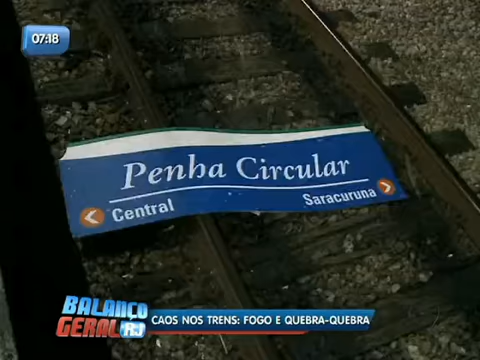 07:18
Penha Circular
Central
Saracuruna
BALANÇO
GERAL RJ
CAOS NOS TRENS: FOGO E QUEBRA-QUEBRA